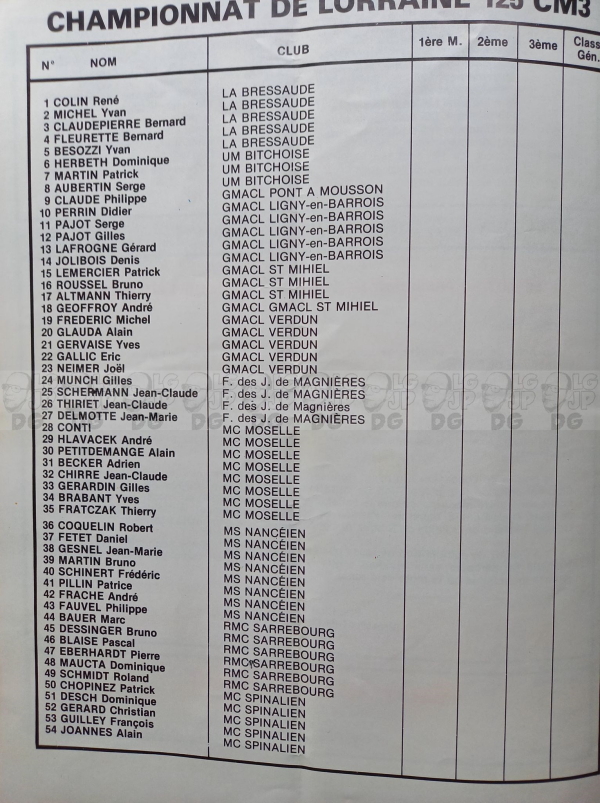 CHAMPIONNAT DE LORRAINE 125 CM3
N° NOM CLUB 1ère M. 2ème 3ème Class Gén.
1 COLIN René LA BRESSAUDE
2 MICHEL Yvan LA BRESSAUDE
3 CLAUDEPIERRE Bernard LA BRESSAUDE
4 FLEURETTE Bernard LA BRESSAUDE
5 BESOZZI Yvan LA BRESSAUDE
6 HERBETH Dominique UM BITCHOISE
7 MARTIN Patrick UM BITCHOISE
8 AUBERTIN Serge UM BITCHOISE
9 CLAUDE Philippe GMACL PONT A MOUSSON
10 PERRIN Didier GMACL LIGNY-en-BARROIS
11 PAJOT Serge GMACL LIGNY-en-BARROIS
12 PAJOT Gilles GMACL LIGNY-en-BARROIS
13 LAFROGNE Gérard GMACL LIGNY-en-BARROIS
14 JOLIBOIS Denis GMACL LIGNY-en-BARROIS
15 LEMERCIER Patrick GMACL ST MIHIEL
16 ROUSSEL Bruno GMACL ST MIHIEL
17 ALTMANN Thierry GMACL ST MIHIEL
18 GEOFFROY André GMACL GMACL ST MIHIEL
19 FREDERIC Michel GMACL VERDUN
20 GLAUDA Alain GMACL VERDUN
21 GERVAISE Yves GMACL VERDUN
22 GALLIC Eric GMACL VERDUN
23 NEIMER Joël GMACL VERDUN
24 MUNCH Gilles F. des J. de MAGNIÈRES
25 SCHERMANN Jean-Claude F. des J. de MAGNIÈRES
26 THIRIET Jean-Claude F. des J. de Magnières
27 DELMOTTE Jean-Marie F. des J. de MAGNIÈRES
28 CONTI MC MOSELLE
29 HLAVACEK André MC MOSELLE
30 PETITDEMANGE Alain MC MOSELLE
31 BECKER Adrien MC MOSELLE
32 CHIRRE Jean-Claude MC MOSELLE
33 GERARDIN Gilles MC MOSELLE
34 BRABANT Yves MC MOSELLE
35 FRATCZAK Thierry MC MOSELLE
36 COQUELIN Robert MS NANCÉIEN
37 FETET Daniel MS NANCÉIEN
38 GESNEL Jean-Marie MS NANCÉIEN
39 MARTIN Bruno MS NANCÉIEN
40 SCHINERT Frédéric MS NANCÉIEN
41 PILLIN Patrice MS NANCÉIEN
42 FRACHE André MS NANCÉIEN
43 FAUVEL Philippe MS NANCÉIEN
44 BAUER Marc RMC SARREBOURG
45 DESSINGER Bruno RMC SARREBOURG
46 BLAISE Pascal RMC SARREBOURG
47 EBERHARDT Pierre RMC SARREBOURG
48 MAUCTA Dominique RMC SARREBOURG
49 SCHMIDT Roland RMC SARREBOURG
50 CHOPINEZ Patrick MC SPINALIEN
51 DESCH Dominique MC SPINALIEN
52 GERARD Christian MC SPINALIEN
53 GUILLEY François MC SPINALIEN
54 JOANNES Alain MC SPINALIEN